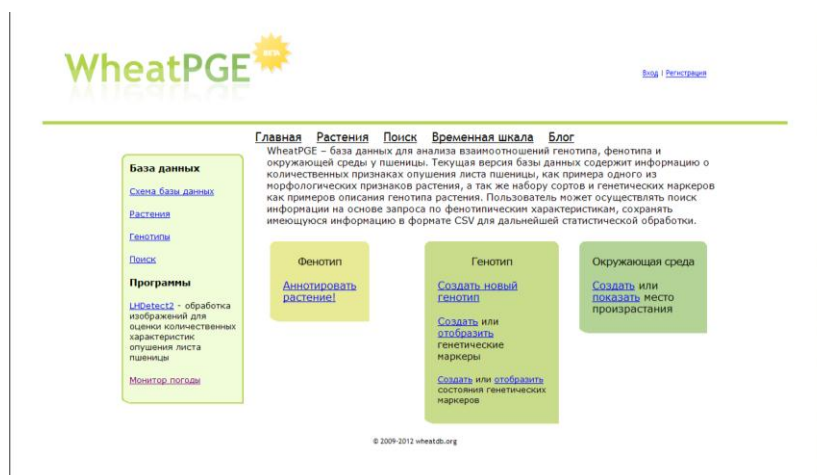 WheatPGE
Вход | Регистрация
Главная Растения Поиск Временная шкала Блог
WheatPGE – база данных для анализа взаимоотношений генотипа, фенотипа и
окружающей среды у пшеницы. Текущая версия базы данных содержит информацию о
количественных признаках опушения листа пшеницы, как примера одного из
морфологических признаков растения, а так же набору сортов и генетических маркеров
как примеров описания генотипа растения. Пользователь может осуществлять поиск
информации на основе запроса по фенотипическим характеристикам, сохранять
имеющуюся информацию в формате CSV для дальнейшей статистической обработки.
База данных
Схема базы данных
Растения
Генотипы
Поиск
Программы
LHDetect2 - обработка
изображений для
оценки количественных
характеристик
опушения листа
пшеницы
Монитор погоды
Фенотип
Аннотировать
растение!
Генотип
Создать новый
генотип
Создать или
отобразить
генетические
маркеры
Создать или отобразить
состояния генетических
маркеров
Окружающая среда
Создать или
показать место
произрастания
© 2009-2012 wheatdb.org